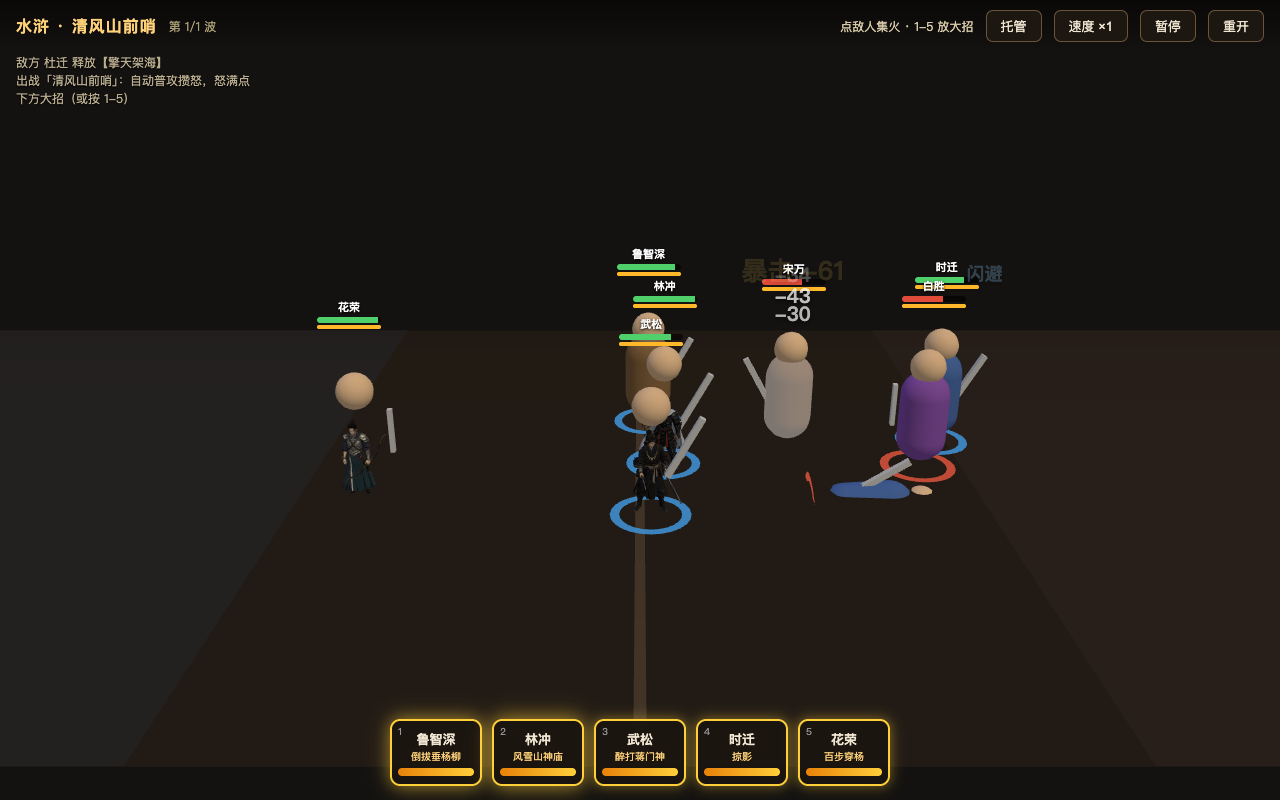 水浒 · 清风山前哨 第 1/1 波
点敌人集火 · 1–5 放大招
托管
速度 ×1
暂停
重开
敌方 杜迁 释放【擎天架海】
出战「清风山前哨」：自动普攻攒怒，怒满点
下方大招（或按 1–5）
鲁智深
林冲
武松
花荣
宋万
-43
-30
时迁
闪避
白胜
1
鲁智深
倒拔垂杨柳
2
林冲
风雪山神庙
3
武松
醉打蒋门神
4
时迁
掠影
5
花荣
百步穿杨